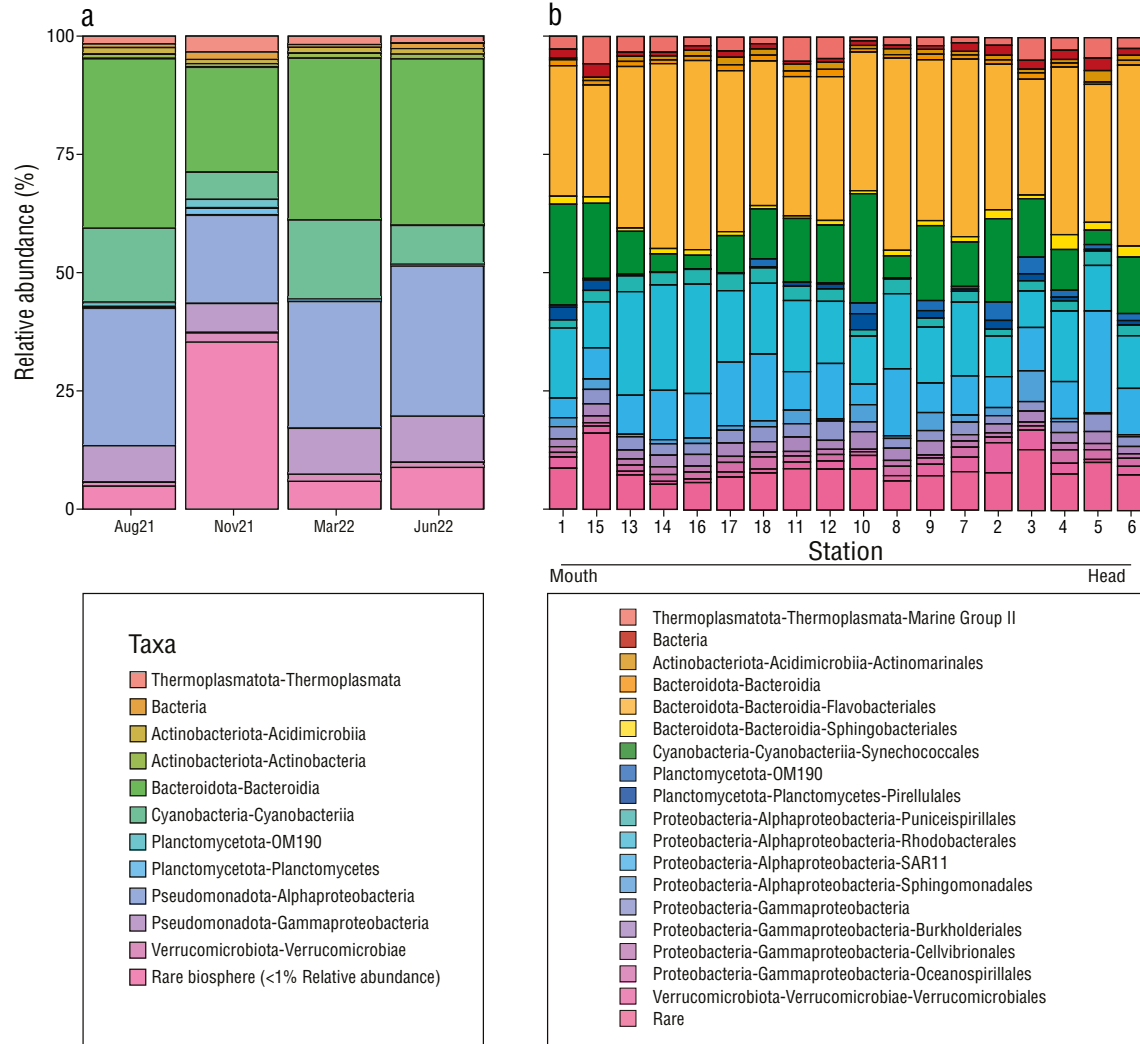 a
b
Relative abundance (%)
100
75
50
25
0
Aug21 Nov21 Mar22 Jun22
1 15 13 14 16 17 18 11 12 10 8 9 7 2 3 4 5 6
Station
Mouth Head
Taxa
Thermoplasmatota-Thermoplasmata
Bacteria
Actinobacteriota-Acidimicrobiia
Actinobacteriota-Actinobacteria
Bacteroidota-Bacteroidia
Cyanobacteria-Cyanobacteriia
Planctomycetota-OM190
Planctomycetota-Planctomycetes
Pseudomonadota-Alphaproteobacteria
Pseudomonadota-Gammaproteobacteria
Verrucomicrobiota-Verrucomicrobiae
Rare biosphere (<1% Relative abundance)
Thermoplasmatota-Thermoplasmata-Marine Group II
Bacteria
Actinobacteriota-Acidimicrobiia-Actinomarinales
Bacteroidota-Bacteroidia
Bacteroidota-Bacteroidia-Flavobacteriales
Bacteroidota-Bacteroidia-Sphingobacteriales
Cyanobacteria-Cyanobacteriia-Synechococcales
Planctomycetota-OM190
Planctomycetota-Planctomycetes-Pirellulales
Proteobacteria-Alphaproteobacteria-Puniceispirillales
Proteobacteria-Alphaproteobacteria-Rhodobacterales
Proteobacteria-Alphaproteobacteria-SAR11
Proteobacteria-Alphaproteobacteria-Sphingomonadales
Proteobacteria-Gammaproteobacteria
Proteobacteria-Gammaproteobacteria-Burkholderiales
Proteobacteria-Gammaproteobacteria-Cellvibrionales
Proteobacteria-Gammaproteobacteria-Oceanospirillales
Verrucomicrobiota-Verrucomicrobiae-Verrucomicrobiales
Rare